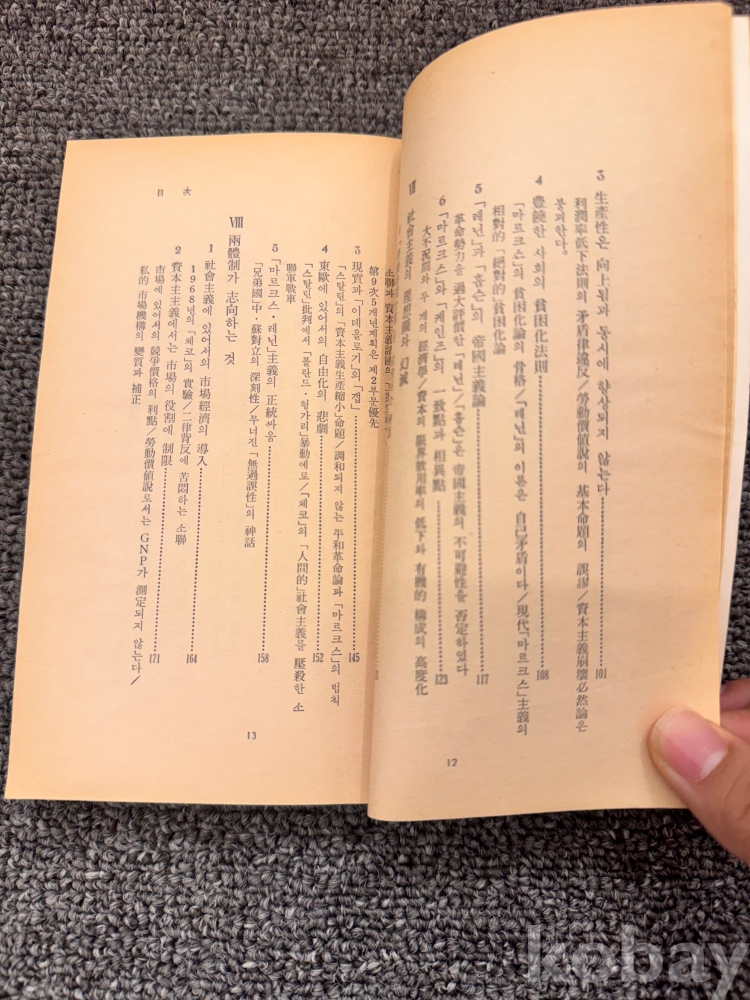 3 生産性은 向上됨과 동시에 향상되지 않는다 101
利潤率低下法則의 矛盾律違反/勞動價値說의 基本命題의 誤謬/資本主義崩壞必然論은
붕괴한다。
4 豊饒한 社會의 貧困化法則 108
「마르크스」의 貧困化論의 骨格/「레닌」의 이론은 自己矛盾이다/現代「마르크스」主義의
相對的「絕對的」貧困化論
5 「레닌」과「홉슨」의 帝國主義論 117
革命勢力을 過大評價한「레닌」/「홉슨」은 帝國主義의 不可避性을 否定하였다
6 「마르크스」와「케인즈」의 一致點과 相異點 123
大不況問와 두 개의 經濟學/資本의 限界效用率의 低下와 有機的 構成의 高度化
VII 社會主義의 理想圖와 幻滅
12
目 次
소聯과 資本主義諸國의
第9次5個년계획은 제2부문優先
3 現實과「이데올로기」의「갭」 145
「스탈린」의「資本主義生産縮小」命題/調和되지 않는 平和革命論과「마르크스」의 법칙
4 東歐에 있어서의 自由化의 悲劇 152
「스탈린」批判에서「폴란드·헝가리」暴動에로/「체코」의「人間的」社會主義를 壓殺한 소
聯軍戰車
5 「마르크스·레닌」主義의 正統싸움 158
「兄弟國」中·蘇對立의 深刻性/무너진「無過誤性」의 神話
VIII 兩體制가 志向하는 것
1 社會主義에 있어서의 市場經濟의 導入 164
1968년의「체코」의 實驗/二律背反에 苦悶하는 소聯
2 資本主主義에서는 市場의 役割에 制限 171
市場에 있어서의 競爭價格의 利點/勞動價値說로서는 GNP가 測定되지 않는다/
私的 市場機構의 變質과 補正
13
kobay